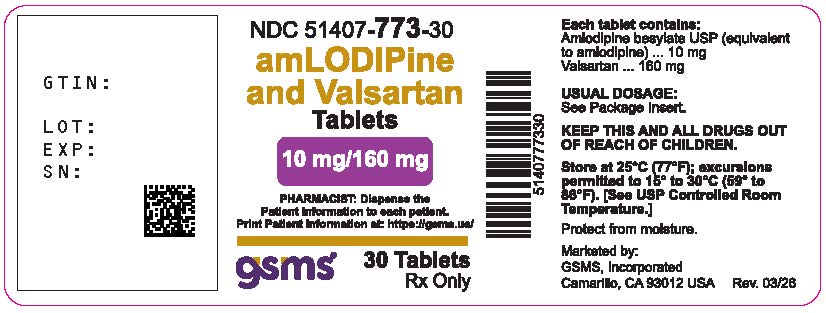 GTIN:
LOT:
EXP:
SN:
NDC 51407-773-30
amLODIPine
and Valsartan
Tablets
10 mg/160 mg
PHARMACIST: Dispense the
Patient Information to each patient.
Print Patient Information at: https://gsms.us/
gsms
30 Tablets
Rx Only
5140777330
Each tablet contains:
Amlodipine besylate USP (equivalent
to amlodipine) ... 10 mg
Valsartan ... 160 mg
USUAL DOSAGE:
See Package Insert.
KEEP THIS AND ALL DRUGS OUT
OF REACH OF CHILDREN.
Store at 25°C (77°F); excursions
permitted to 15° to 30°C (59° to
86°F). [See USP Controlled Room
Temperature.]
Protect from moisture.
Marketed by:
GSMS, Incorporated
Camarillo, CA 93012 USA Rev. 03/26